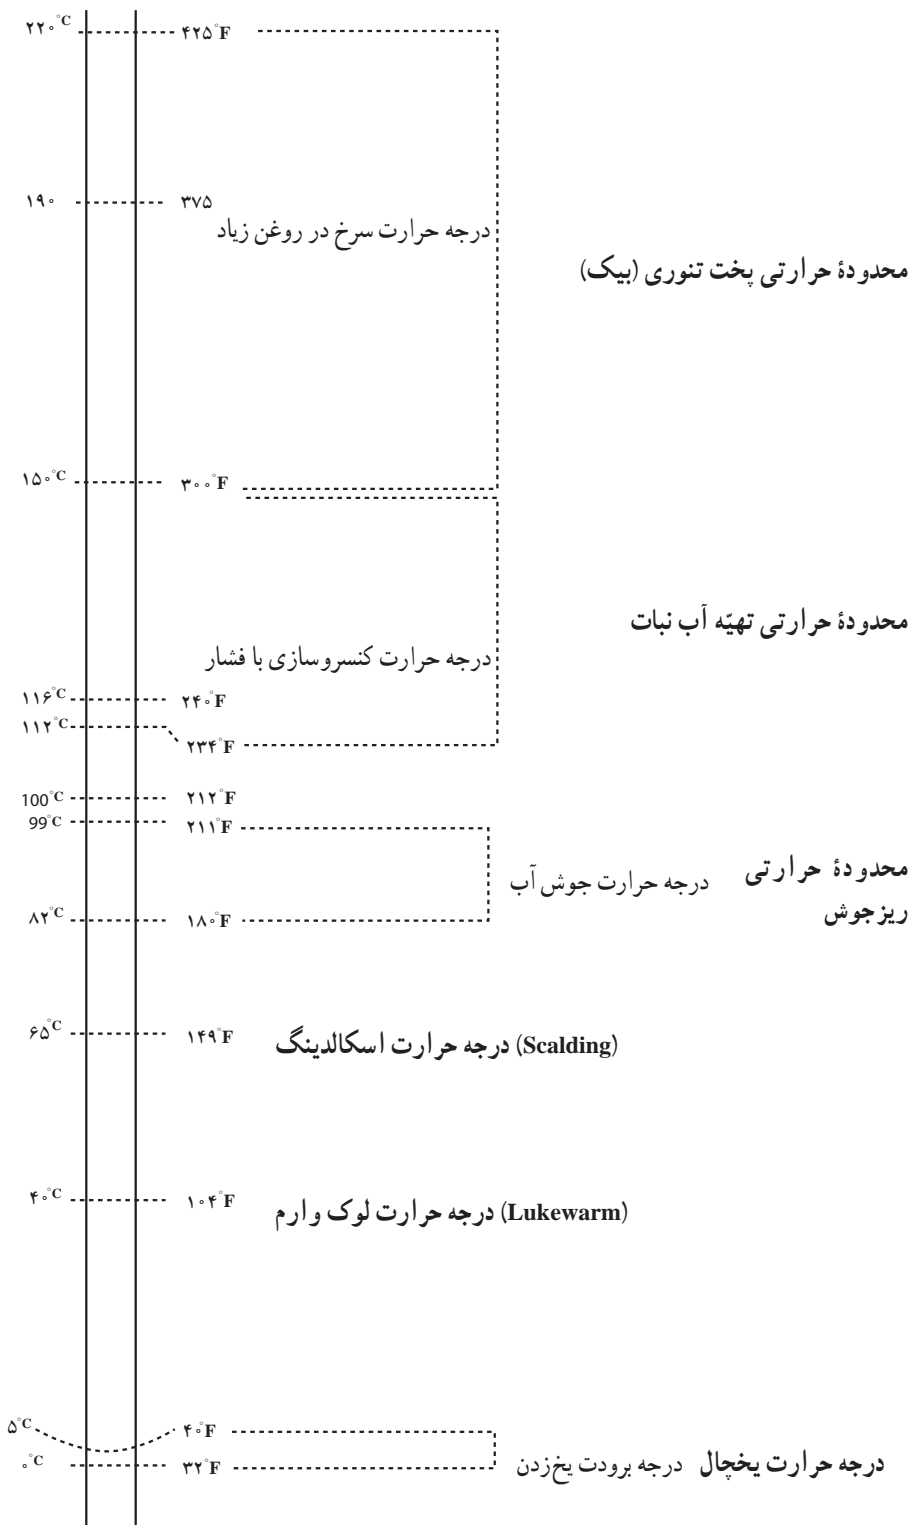 ۲۲۰°C ۴۲۵°F
۱۹۰ ۳۷۵
درجه حرارت سرخ در روغن زیاد
محدودهٔ حرارتی پخت تنوری (بیک)
۱۵۰°C ۳۰۰°F
محدودهٔ حرارتی تهیّه آب نبات
درجه حرارت کنسروسازی با فشار
۱۱۶°C ۲۴۰°F
۱۱۲°C ۲۳۴°F
100°C ۲۱۲°F
99°C ۲۱۱°F
محدودهٔ حرارتی درجه حرارت جوش آب
ریزجوش
۸۲°C ۱۸۰°F
۶۵°C ۱۴۹°F درجه حرارت اسکالدینگ (Scalding)
۴۰°C ۱۰۴°F درجه حرارت لوک وارم (Lukewarm)
۵°C ۴۰°F
۰°C ۳۲°F درجه حرارت یخچال درجه برودت یخ‌زدن